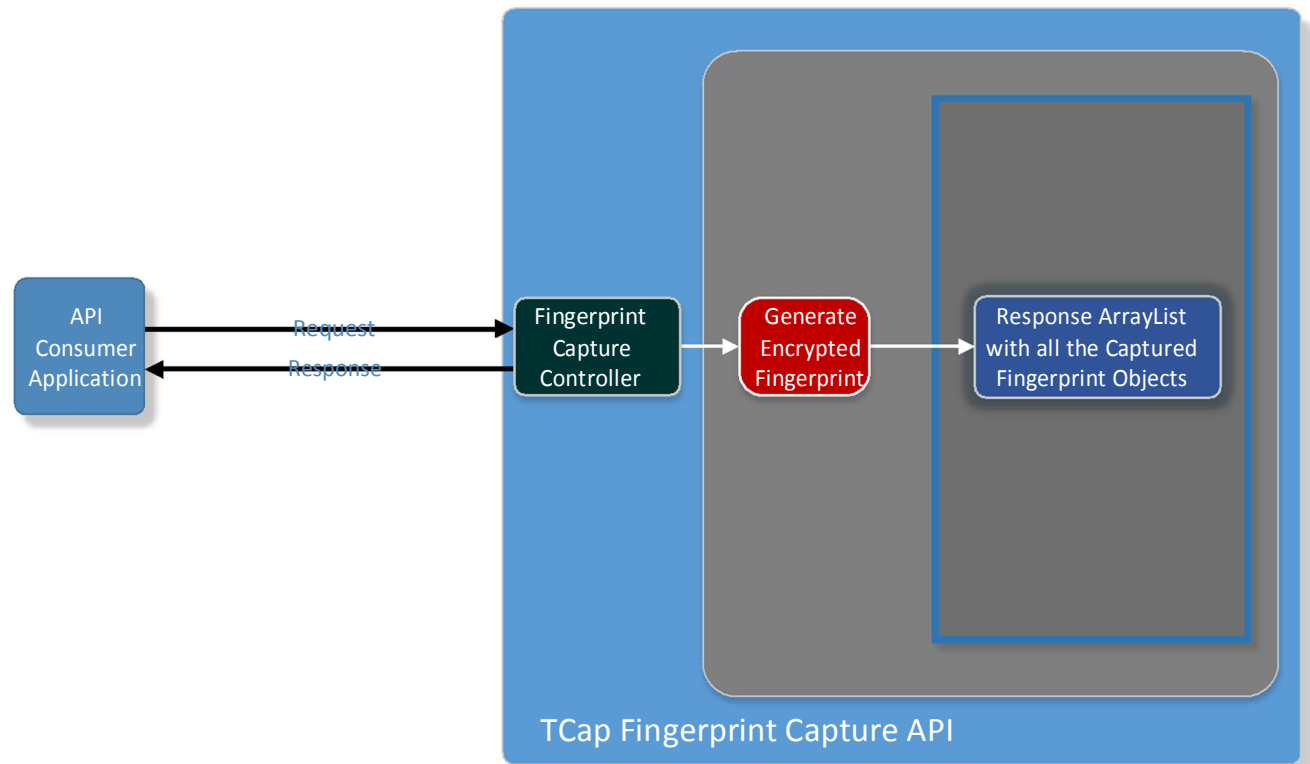 API
Consumer
Application
Request
Response
Fingerprint
Capture
Controller
Generate
Encrypted
Fingerprint
Response ArrayList
with all the Captured
Fingerprint Objects
TCap Fingerprint Capture API